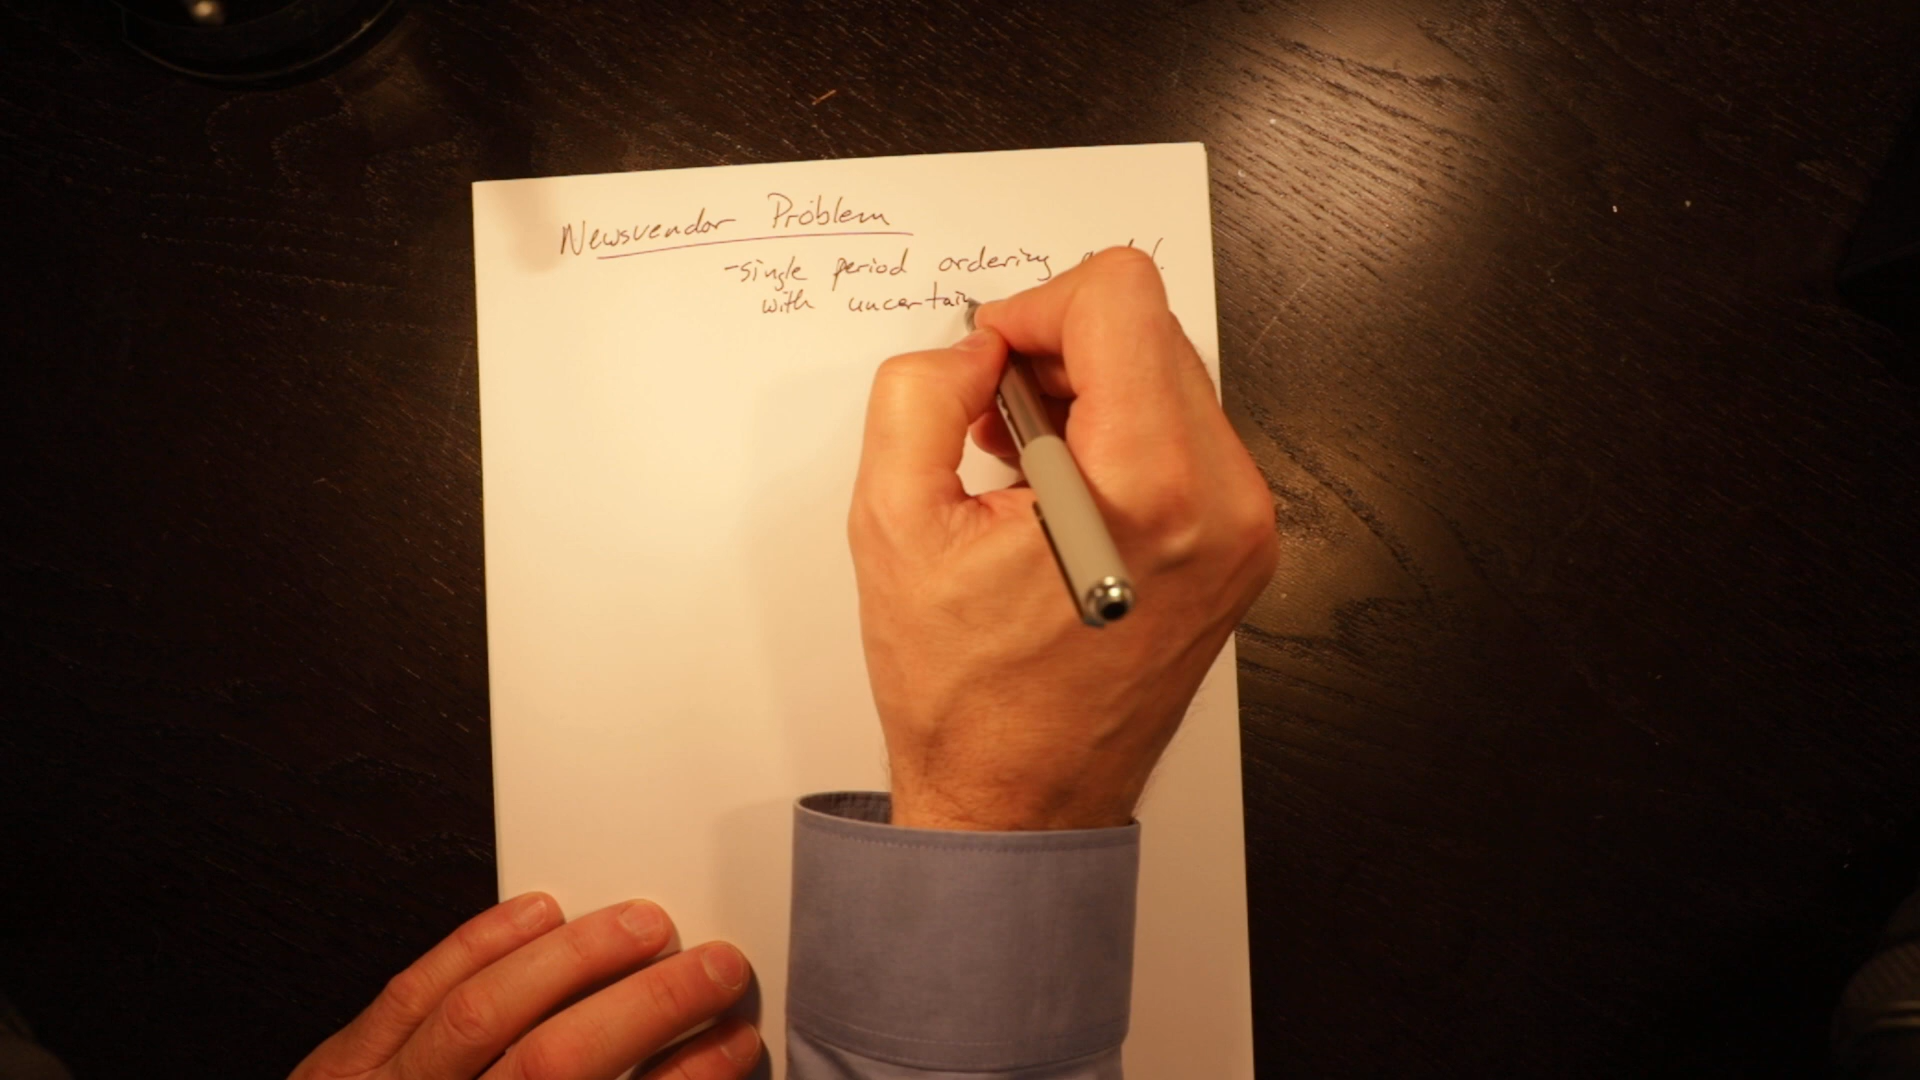 Newsvendor Problem
-single period ordering
with uncertain